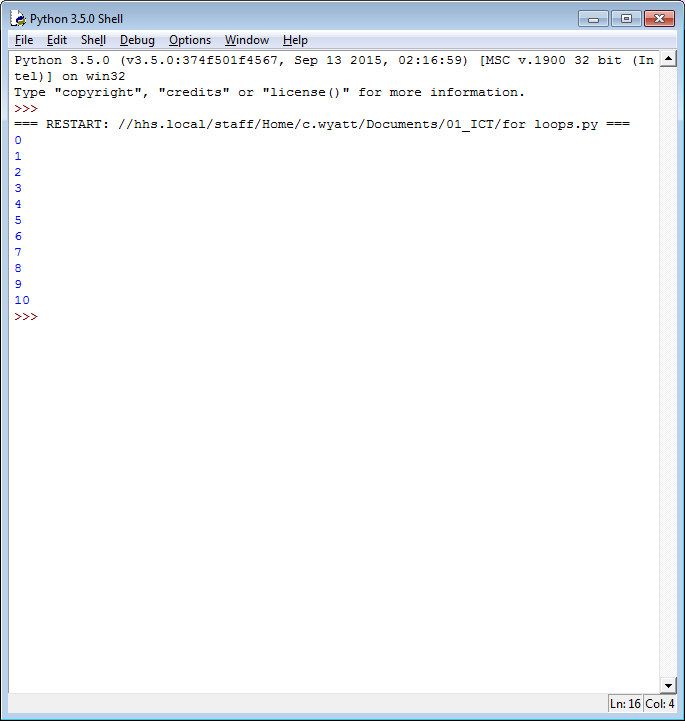 Python 3.5.0 Shell
File Edit Shell Debug Options Window Help
Python 3.5.0 (v3.5.0:374f501f4567, Sep 13 2015, 02:16:59) [MSC v.1900 32 bit (In
tel)] on win32
Type "copyright", "credits" or "license()" for more information.
>>>
=== RESTART: //hhs.local/staff/Home/c.wyatt/Documents/01_ICT/for loops.py ===
0
1
2
3
4
5
6
7
8
9
10
>>>
Ln: 16 Col: 4